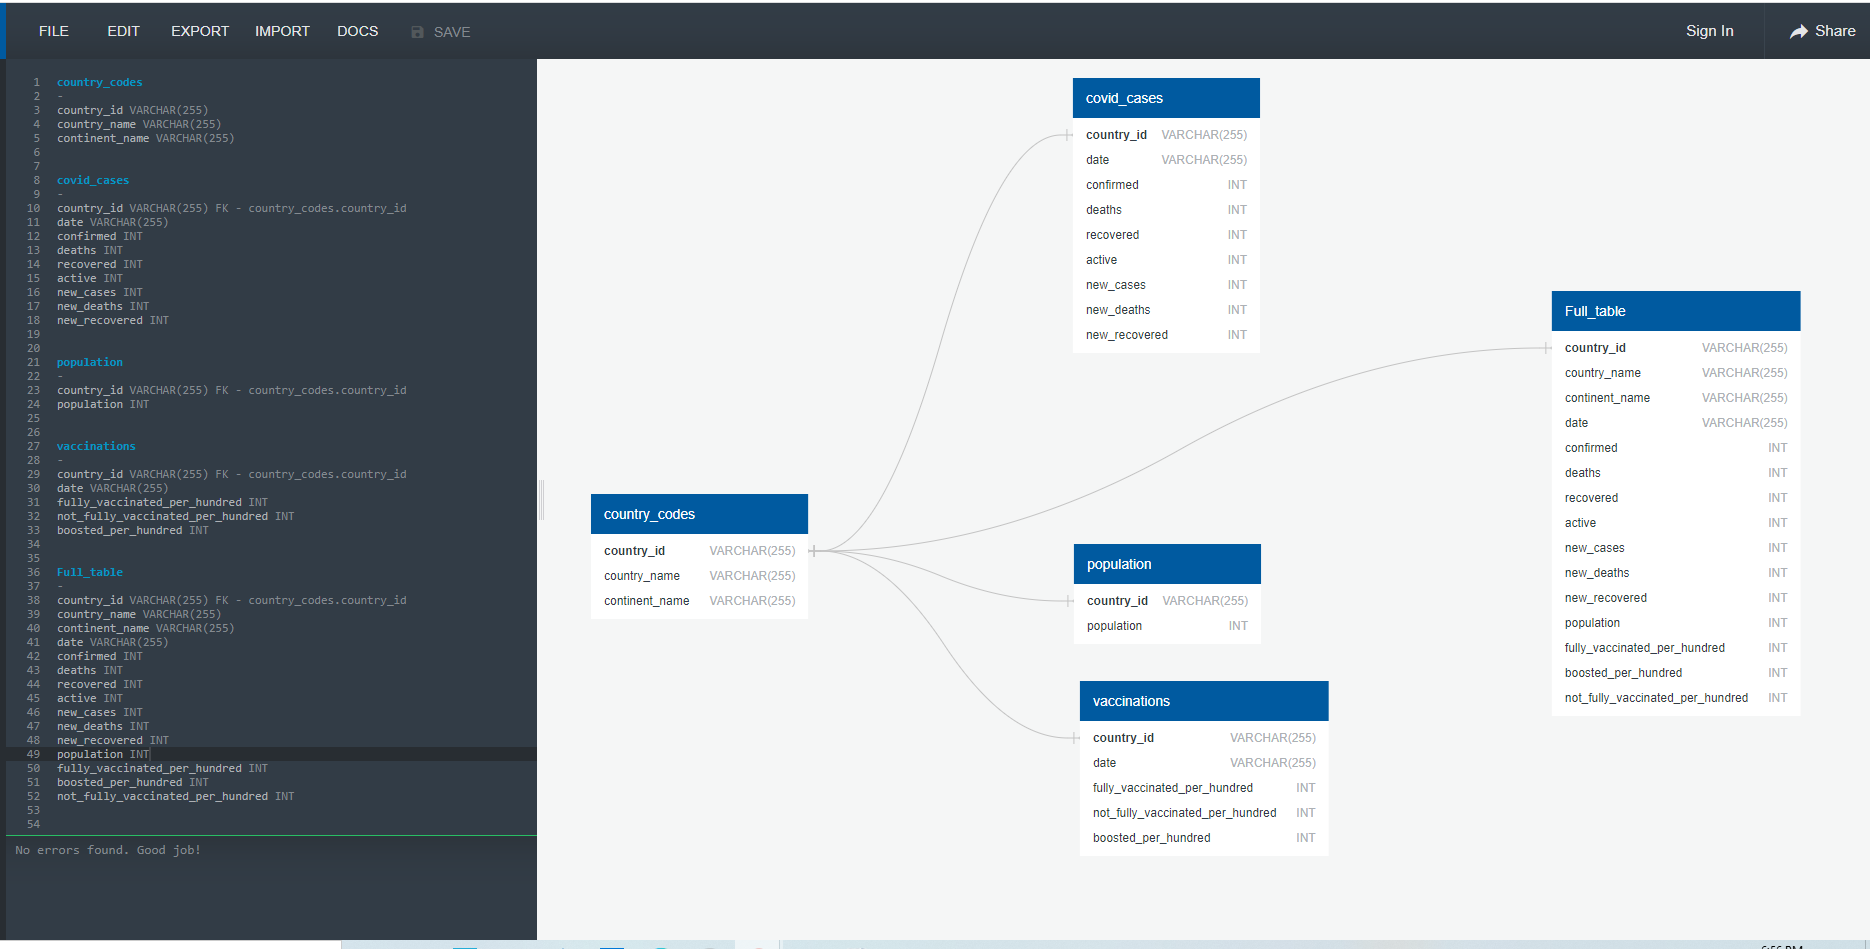 FILE EDIT EXPORT IMPORT DOCS SAVE Sign In Share
1 country_codes
2 -
3 country_id VARCHAR(255)
4 country_name VARCHAR(255)
5 continent_name VARCHAR(255)
6
7
8 covid_cases
9 -
10 country_id VARCHAR(255) FK - country_codes.country_id
11 date VARCHAR(255)
12 confirmed INT
13 deaths INT
14 recovered INT
15 active INT
16 new_cases INT
17 new_deaths INT
18 new_recovered INT
19
20
21 population
22 -
23 country_id VARCHAR(255) FK - country_codes.country_id
24 population INT
25
26
27 vaccinations
28 -
29 country_id VARCHAR(255) FK - country_codes.country_id
30 date VARCHAR(255)
31 fully_vaccinated_per_hundred INT
32 not_fully_vaccinated_per_hundred INT
33 boosted_per_hundred INT
34
35
36 Full_table
37 -
38 country_id VARCHAR(255) FK - country_codes.country_id
39 country_name VARCHAR(255)
40 continent_name VARCHAR(255)
41 date VARCHAR(255)
42 confirmed INT
43 deaths INT
44 recovered INT
45 active INT
46 new_cases INT
47 new_deaths INT
48 new_recovered INT
49 population INT
50 fully_vaccinated_per_hundred INT
51 boosted_per_hundred INT
52 not_fully_vaccinated_per_hundred INT
53
54
No errors found. Good job!
country_codes
country_id VARCHAR(255)
country_name VARCHAR(255)
continent_name VARCHAR(255)
covid_cases
country_id VARCHAR(255)
date VARCHAR(255)
confirmed INT
deaths INT
recovered INT
active INT
new_cases INT
new_deaths INT
new_recovered INT
population
country_id VARCHAR(255)
population INT
vaccinations
country_id VARCHAR(255)
date VARCHAR(255)
fully_vaccinated_per_hundred INT
not_fully_vaccinated_per_hundred INT
boosted_per_hundred INT
Full_table
country_id VARCHAR(255)
country_name VARCHAR(255)
continent_name VARCHAR(255)
date VARCHAR(255)
confirmed INT
deaths INT
recovered INT
active INT
new_cases INT
new_deaths INT
new_recovered INT
population INT
fully_vaccinated_per_hundred INT
boosted_per_hundred INT
not_fully_vaccinated_per_hundred INT